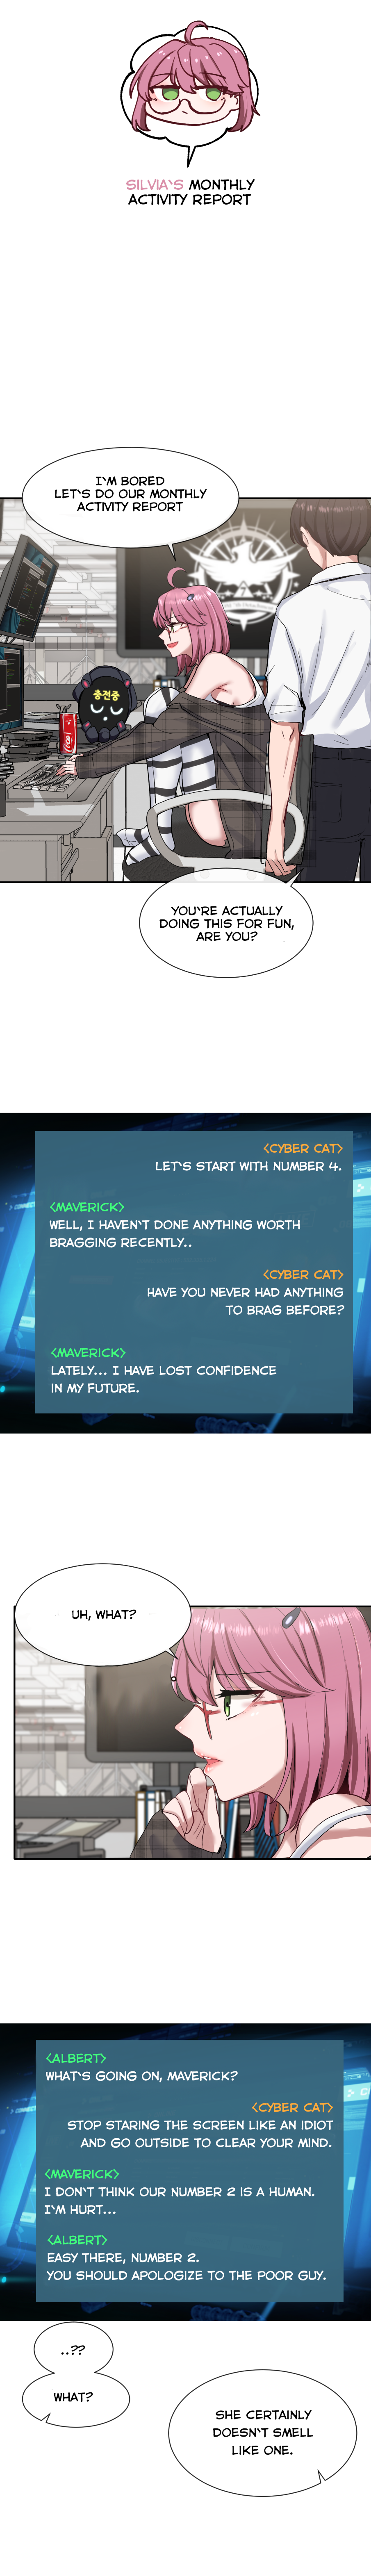 SILVIA'S MONTHLY
ACTIVITY REPORT
I'M BORED
LET'S DO OUR MONTHLY
ACTIVITY REPORT
충전중
YOU'RE ACTUALLY
DOING THIS FOR FUN,
ARE YOU?
<CYBER CAT>
LET'S START WITH NUMBER 4.
<MAVERICK>
WELL, I HAVEN'T DONE ANYTHING WORTH
BRAGGING RECENTLY..
<CYBER CAT>
HAVE YOU NEVER HAD ANYTHING
TO BRAG BEFORE?
<MAVERICK>
LATELY... I HAVE LOST CONFIDENCE
IN MY FUTURE.
UH, WHAT?
<ALBERT>
WHAT'S GOING ON, MAVERICK?
<CYBER CAT>
STOP STARING THE SCREEN LIKE AN IDIOT
AND GO OUTSIDE TO CLEAR YOUR MIND.
<MAVERICK>
I DON'T THINK OUR NUMBER 2 IS A HUMAN.
I'M HURT...
<ALBERT>
EASY THERE, NUMBER 2.
YOU SHOULD APOLOGIZE TO THE POOR GUY.
..??
WHAT?
SHE CERTAINLY
DOESN'T SMELL
LIKE ONE.